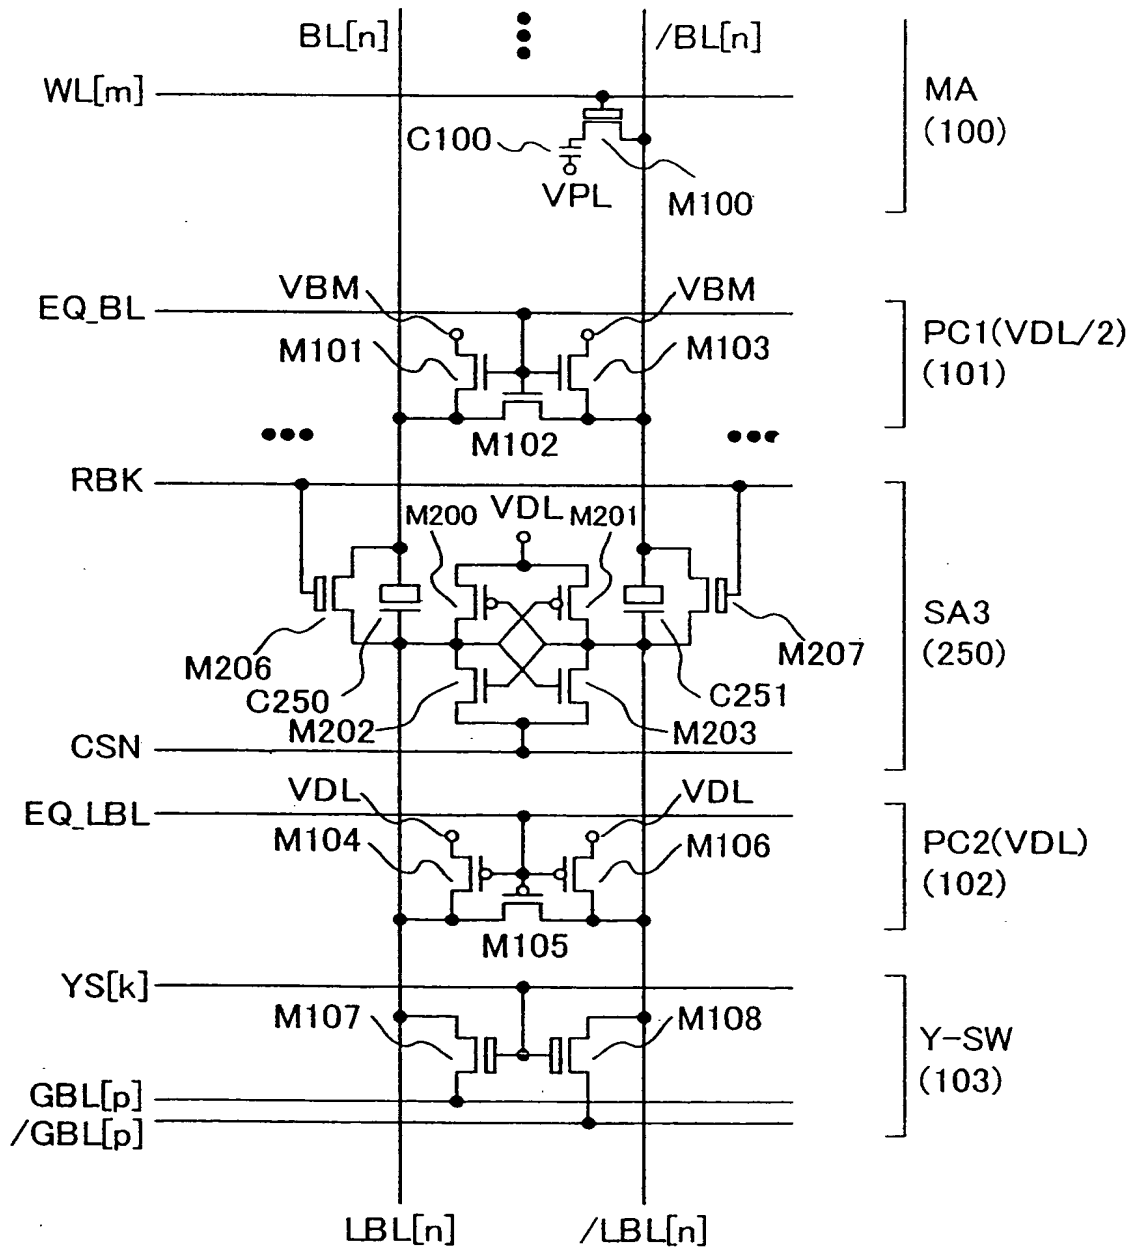 BL[n]
/BL[n]
WL[m]
MA
(100)
C100
VPL
M100
EQ_BL
VBM
VBM
PC1(VDL/2)
(101)
M101
M103
M102
RBK
VDL
M200
M201
SA3
(250)
M206
M207
C250
C251
M202
M203
CSN
EQ_LBL
VDL
VDL
M104
M106
PC2(VDL)
(102)
M105
YS[k]
M107
M108
Y-SW
(103)
GBL[p]
/GBL[p]
LBL[n]
/LBL[n]